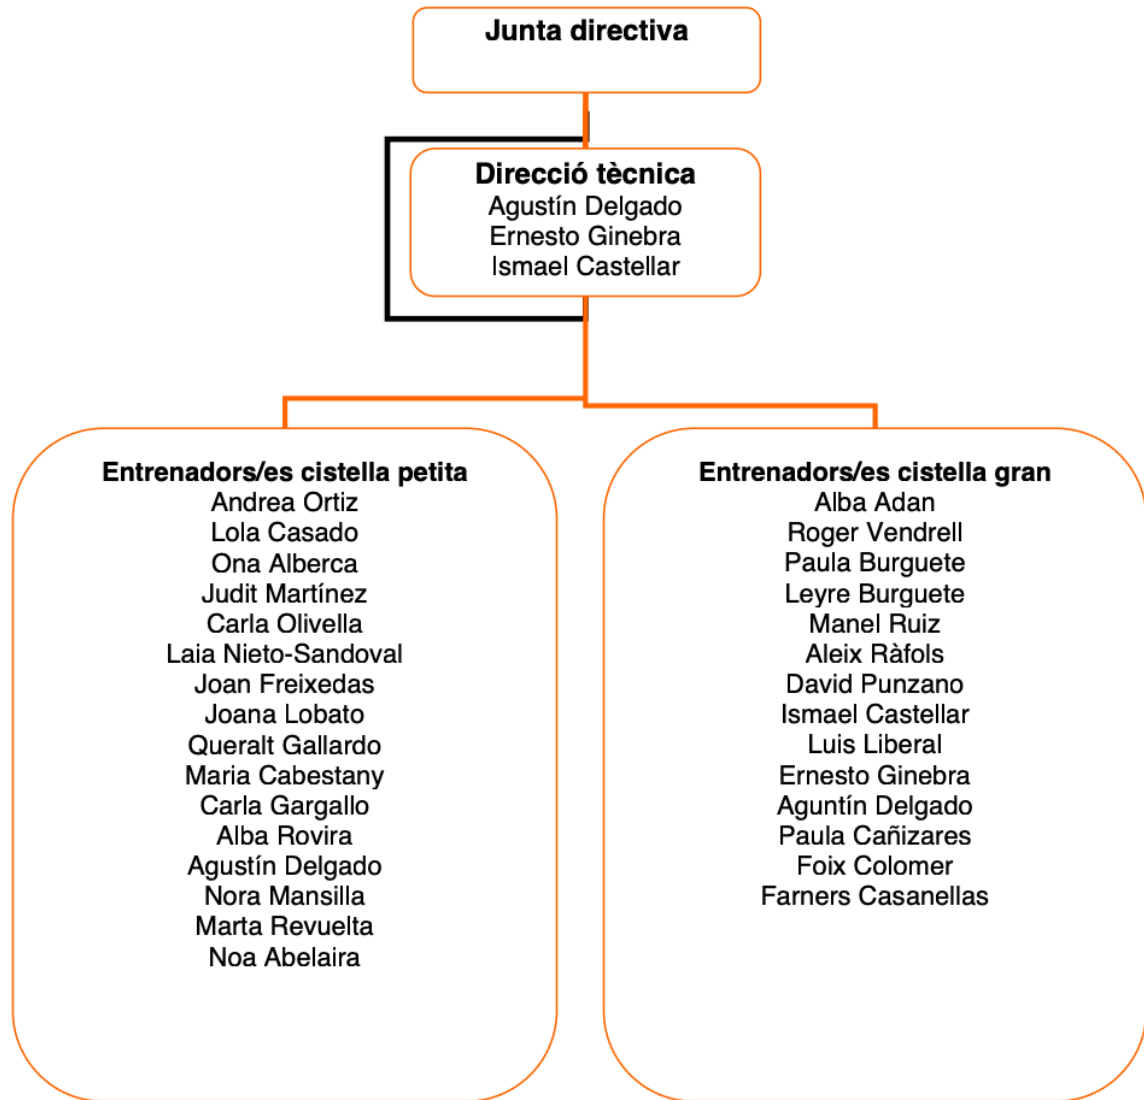 Junta directiva
Direcció tècnica
Agustín Delgado
Ernesto Ginebra
Ismael Castellar
Entrenadors/es cistella petita
Andrea Ortiz
Lola Casado
Ona Alberca
Judit Martínez
Carla Olivella
Laia Nieto-Sandoval
Joan Freixedas
Joana Lobato
Queralt Gallardo
Maria Cabestany
Carla Gargallo
Alba Rovira
Agustín Delgado
Nora Mansilla
Marta Revuelta
Noa Abelaira
Entrenadors/es cistella gran
Alba Adan
Roger Vendrell
Paula Burguete
Leyre Burguete
Manel Ruiz
Aleix Ràfols
David Punzano
Ismael Castellar
Luis Liberal
Ernesto Ginebra
Aguntín Delgado
Paula Cañizares
Foix Colomer
Farners Casanellas